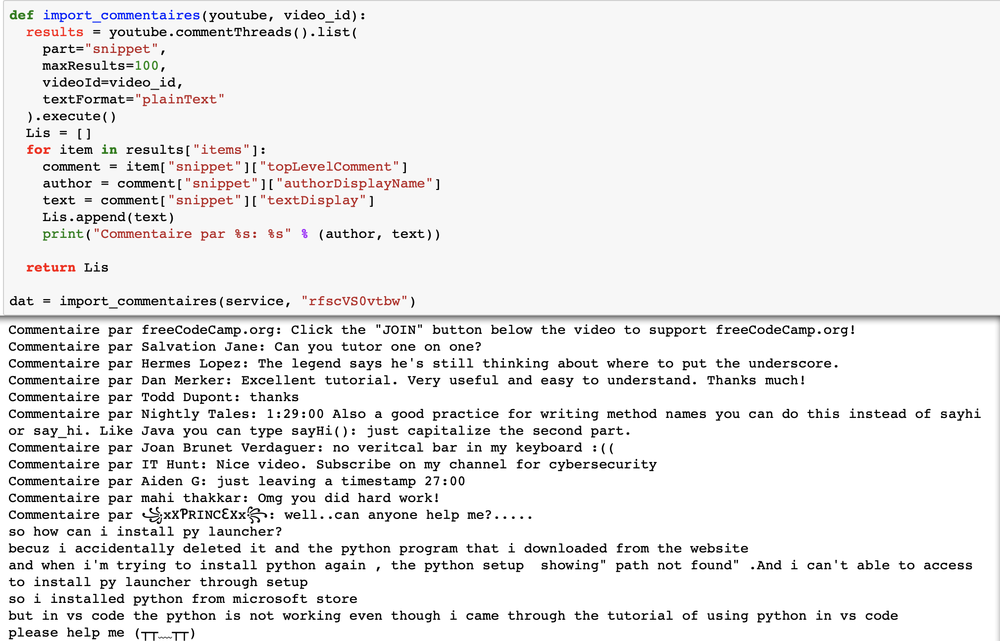 def import_commentaires(youtube, video_id):
  results = youtube.commentThreads().list(
    part="snippet",
    maxResults=100,
    videoId=video_id,
    textFormat="plainText"
  ).execute()
  Lis = []
  for item in results["items"]:
    comment = item["snippet"]["topLevelComment"]
    author = comment["snippet"]["authorDisplayName"]
    text = comment["snippet"]["textDisplay"]
    Lis.append(text)
    print("Commentaire par %s: %s" % (author, text))
  return Lis
dat = import_commentaires(service, "rfscVS0vtbw")
Commentaire par freeCodeCamp.org: Click the "JOIN" button below the video to support freeCodeCamp.org!
Commentaire par Salvation Jane: Can you tutor one on one?
Commentaire par Hermes Lopez: The legend says he's still thinking about where to put the underscore.
Commentaire par Dan Merker: Excellent tutorial. Very useful and easy to understand. Thanks much!
Commentaire par Todd Dupont: thanks
Commentaire par Nightly Tales: 1:29:00 Also a good practice for writing method names you can do this instead of sayhi
or say_hi. Like Java you can type sayHi(): just capitalize the second part.
Commentaire par Joan Brunet Verdaguer: no veritcal bar in my keyboard :((
Commentaire par IT Hunt: Nice video. Subscribe on my channel for cybersecurity
Commentaire par Aiden G: just leaving a timestamp 27:00
Commentaire par mahi thakkar: Omg you did hard work!
Commentaire par ꧁xXƤRINCƐXx꧂: well..can anyone help me?.....
so how can i install py launcher?
becuz i accidentally deleted it and the python program that i downloaded from the website
and when i'm trying to install python again , the python setup  showing" path not found" .And i can't able to access
to install py launcher through setup
so i installed python from microsoft store
but in vs code the python is not working even though i came through the tutorial of using python in vs code
please help me (┬┬﹏┬┬)